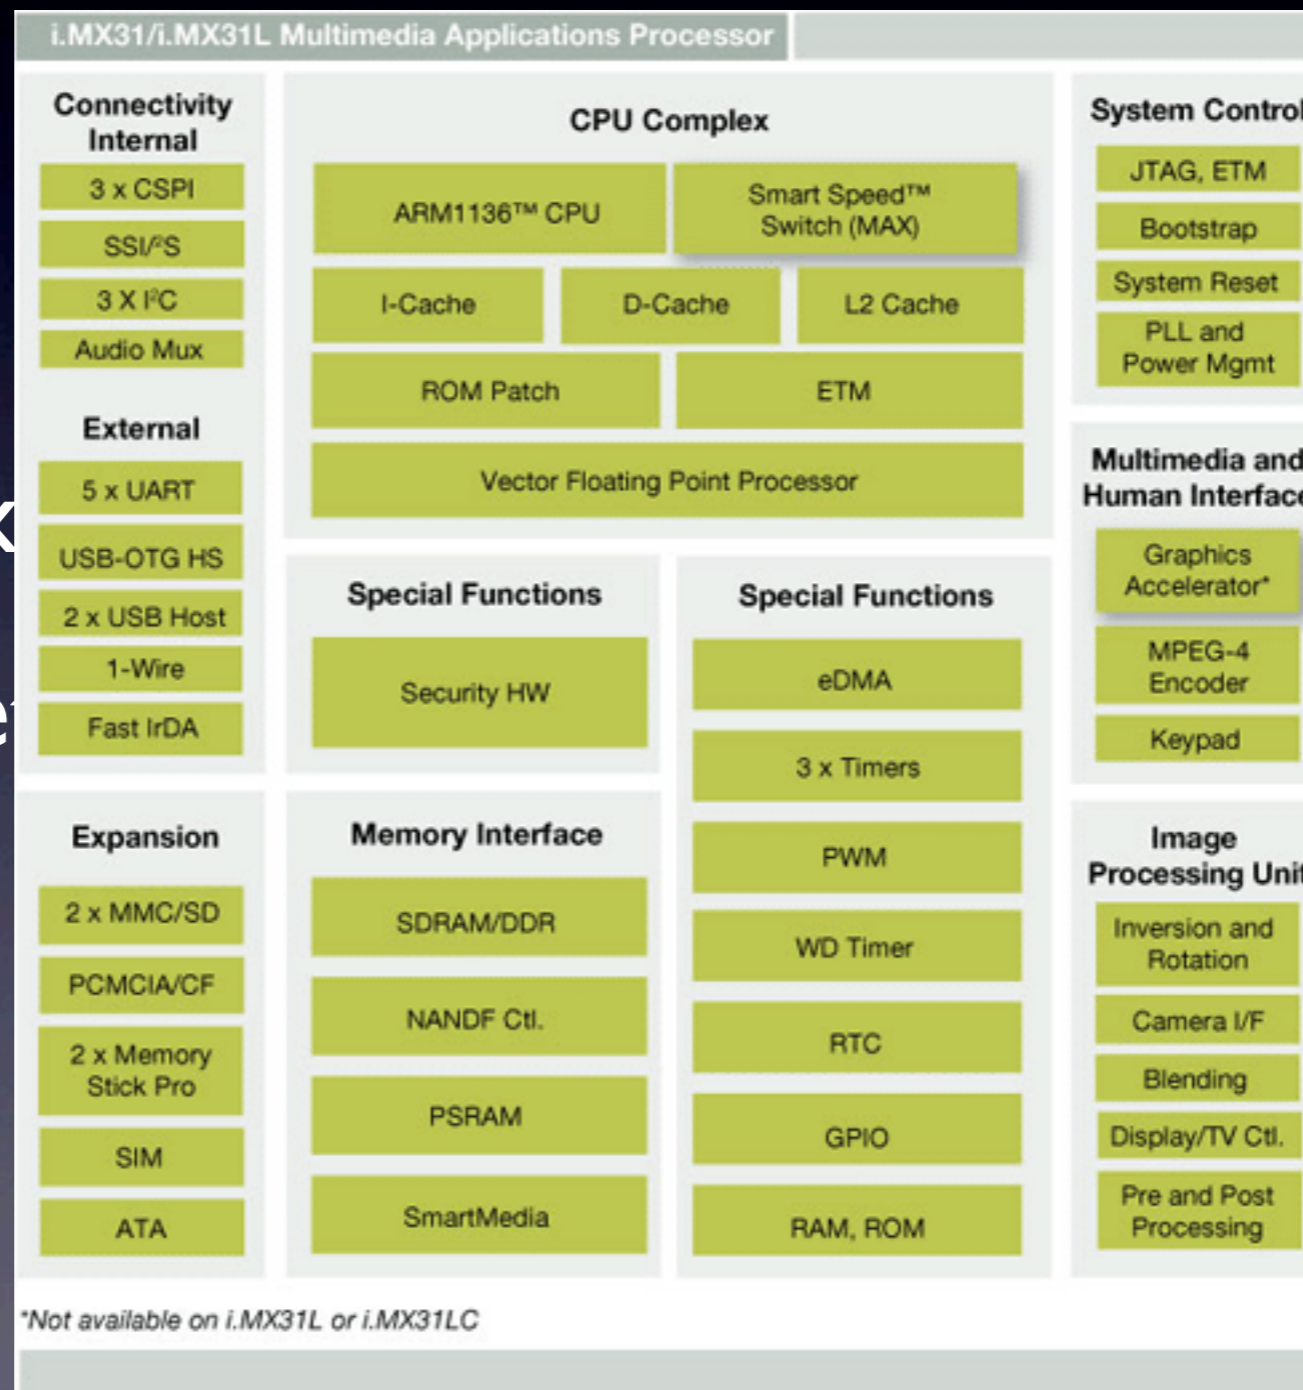 i.MX31/i.MX31L Multimedia Applications Processor
Connectivity
Internal
3 x CSPI
SSI/I²S
3 X I²C
Audio Mux
External
5 x UART
USB-OTG HS
2 x USB Host
1-Wire
Fast IrDA
Expansion
2 x MMC/SD
PCMCIA/CF
2 x Memory
Stick Pro
SIM
ATA
CPU Complex
ARM1136™ CPU
Smart Speed™
Switch (MAX)
I-Cache
D-Cache
L2 Cache
ROM Patch
ETM
Vector Floating Point Processor
Special Functions
Security HW
Memory Interface
SDRAM/DDR
NANDF Ctl.
PSRAM
SmartMedia
Special Functions
eDMA
3 x Timers
PWM
WD Timer
RTC
GPIO
RAM, ROM
System Control
JTAG, ETM
Bootstrap
System Reset
PLL and
Power Mgmt
Multimedia and
Human Interface
Graphics
Accelerator*
MPEG-4
Encoder
Keypad
Image
Processing Unit
Inversion and
Rotation
Camera I/F
Blending
Display/TV Ctl.
Pre and Post
Processing
*Not available on i.MX31L or i.MX31LC